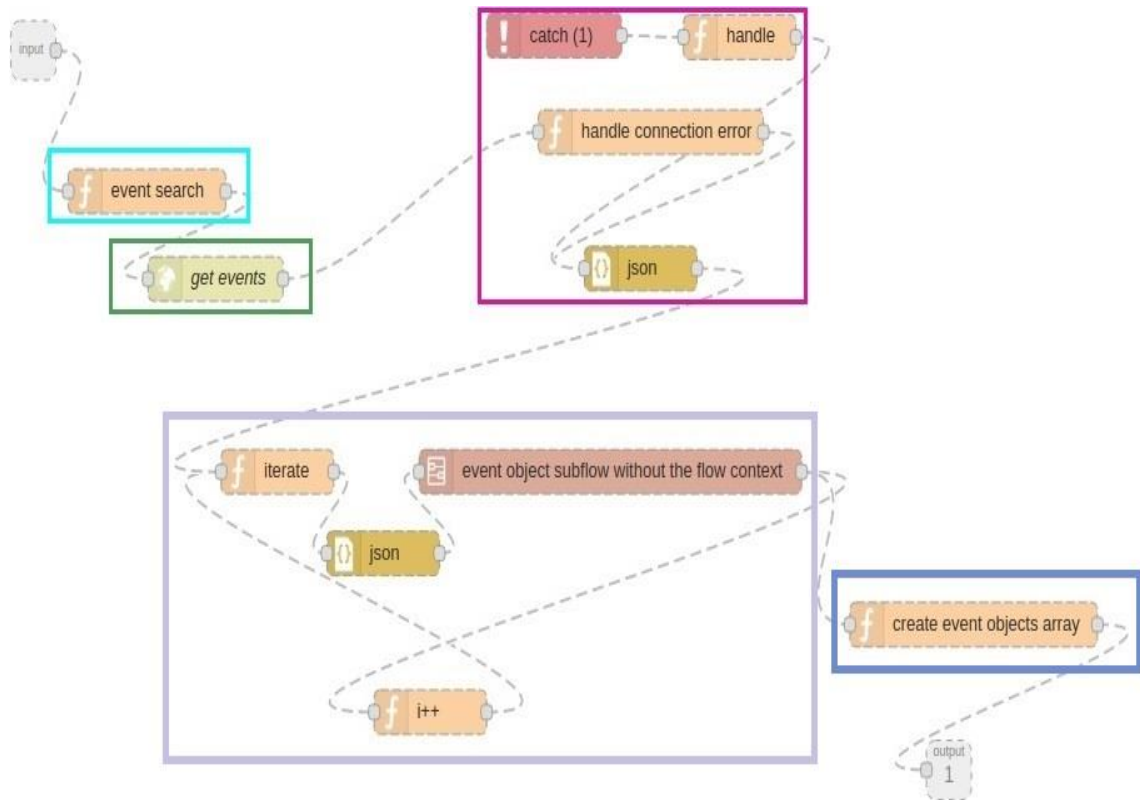 input
catch (1)
handle
handle connection error
event search
get events
json
iterate
event object subflow without the flow context
json
create event objects array
i++
output
1